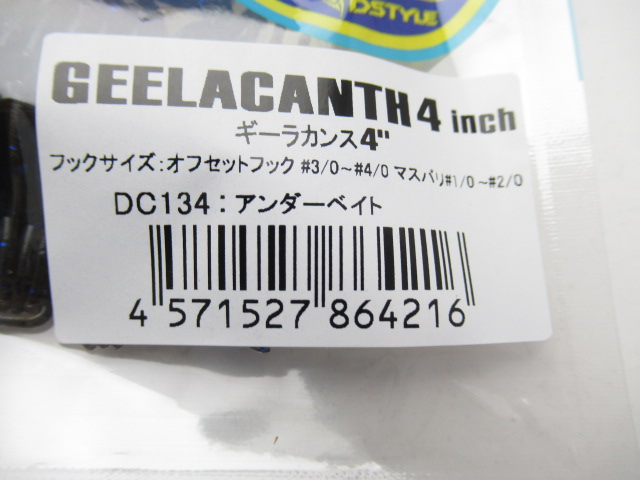 DSTYLE
GEELACANTH 4 inch
ギーラカンス4"
フックサイズ:オフセットフック #3/0~#4/0 マスバリ#1/0~#2/0
DC134:アンダーベイト
4 571527 864216